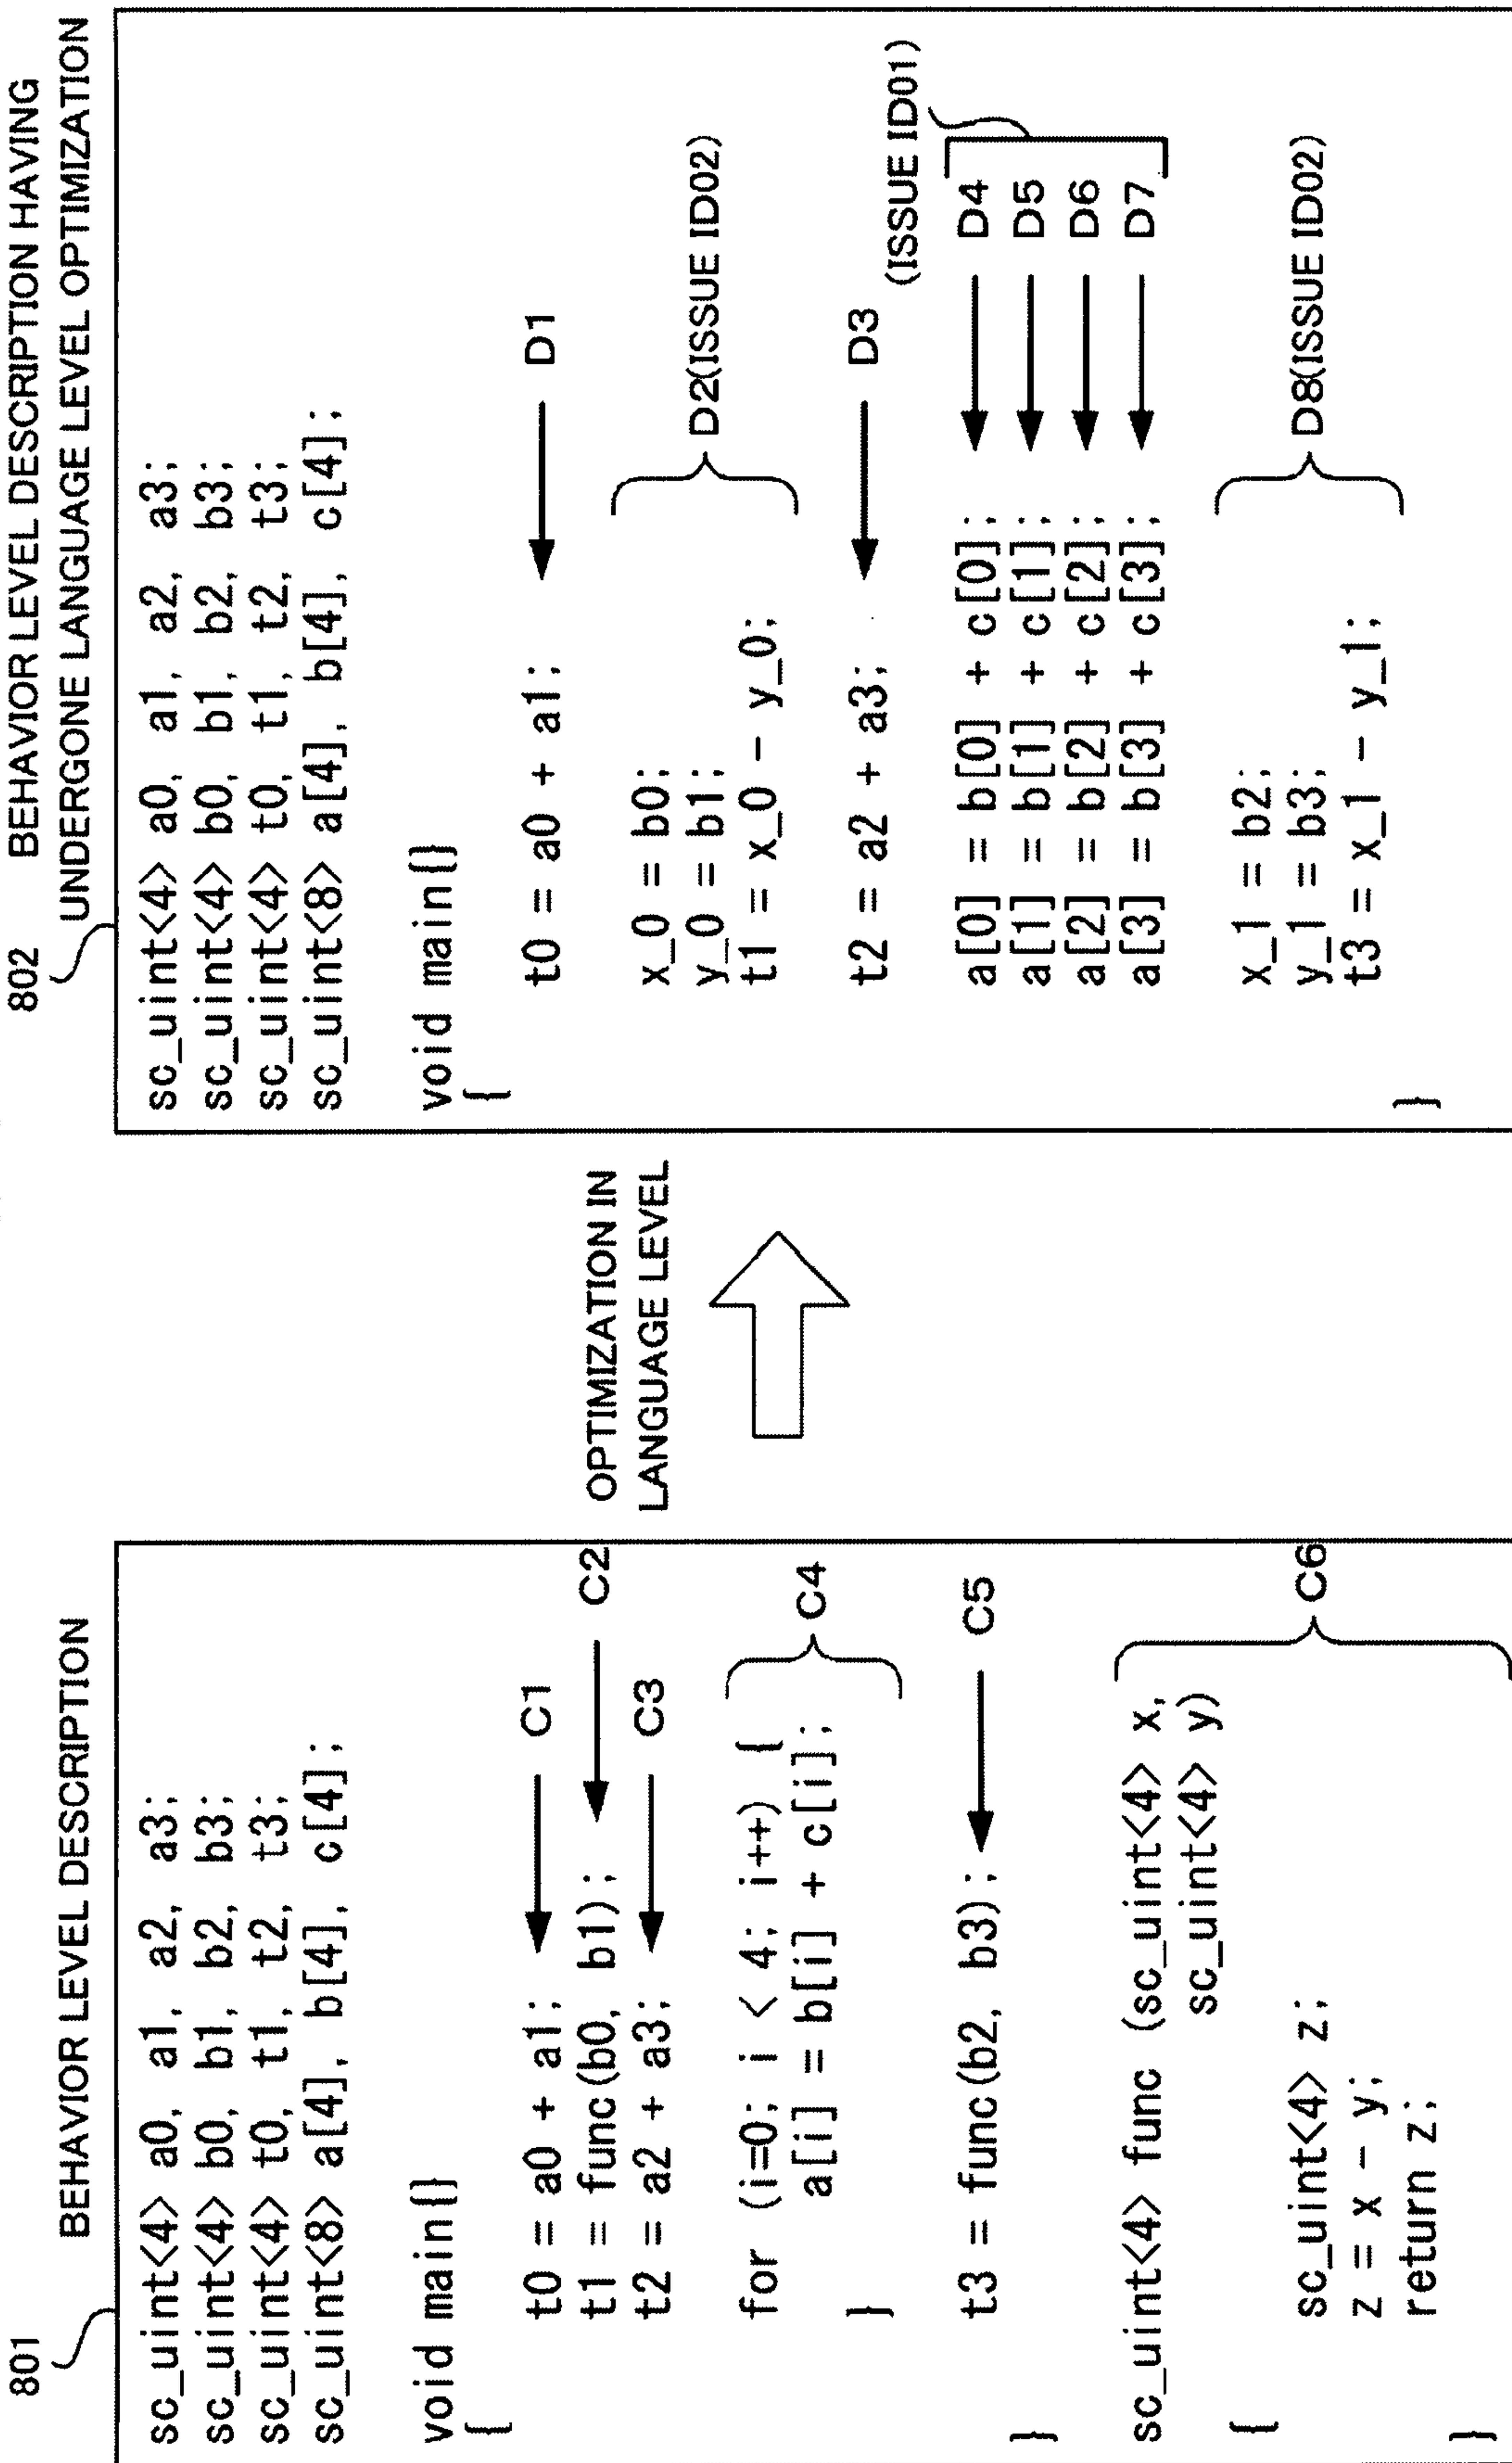 801
BEHAVIOR LEVEL DESCRIPTION
sc_uint<4> a0, a1, a2, a3;
sc_uint<4> b0, b1, b2, b3;
sc_uint<4> t0, t1, t2, t3;
sc_uint<8> a[4], b[4], c[4];
void main{}
{
t0 = a0 + a1; C1
t1 = func(b0, b1); C2
t2 = a2 + a3; C3
for (i=0; i < 4; i++) {
a[i] = b[i] + c[i];
} C4
t3 = func(b2, b3); C5
}
sc_uint<4> func (sc_uint<4> x,
sc_uint<4> y)
{
sc_uint<4> z;
z = x - y;
return z;
} C6
OPTIMIZATION IN
LANGUAGE LEVEL
802 BEHAVIOR LEVEL DESCRIPTION HAVING
UNDERGONE LANGUAGE LEVEL OPTIMIZATION
sc_uint<4> a0, a1, a2, a3;
sc_uint<4> b0, b1, b2, b3;
sc_uint<4> t0, t1, t2, t3;
sc_uint<8> a[4], b[4], c[4];
void main{}
{
t0 = a0 + a1; D1
x_0 = b0;
y_0 = b1; D2(ISSUE ID02)
t1 = x_0 - y_0;
t2 = a2 + a3; D3
(ISSUE ID01)
a[0] = b[0] + c[0]; D4
a[1] = b[1] + c[1]; D5
a[2] = b[2] + c[2]; D6
a[3] = b[3] + c[3]; D7
x_1 = b2;
y_1 = b3; D8(ISSUE ID02)
t3 = x_1 - y_1;
}